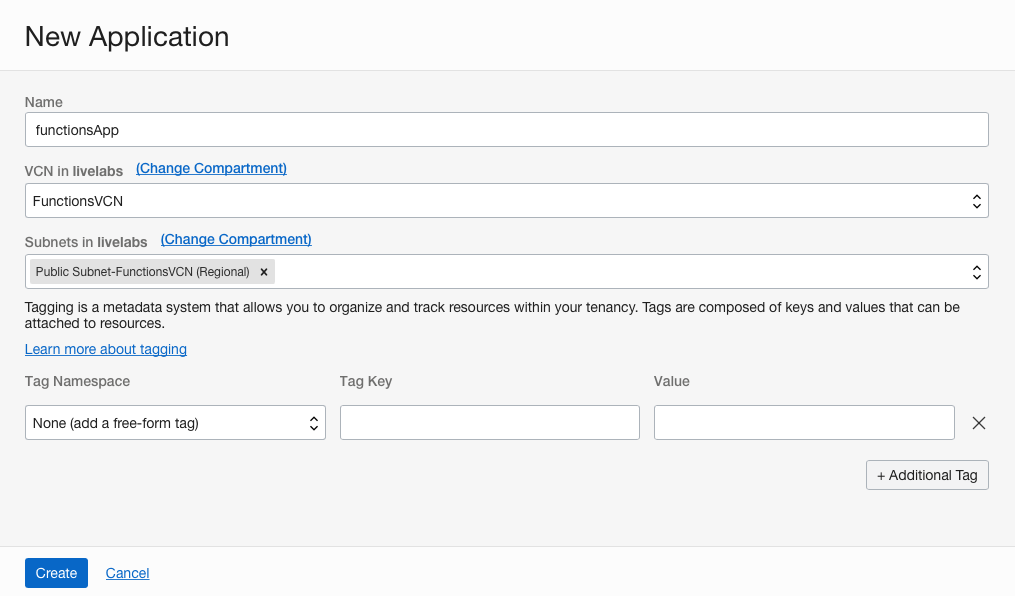 New Application
Name
functionsApp
VCN in livelabs (Change Compartment)
FunctionsVCN
Subnets in livelabs (Change Compartment)
Public Subnet-FunctionsVCN (Regional) ×
Tagging is a metadata system that allows you to organize and track resources within your tenancy. Tags are composed of keys and values that can be
attached to resources.
Learn more about tagging
Tag Namespace Tag Key Value
None (add a free-form tag)
+ Additional Tag
Create Cancel